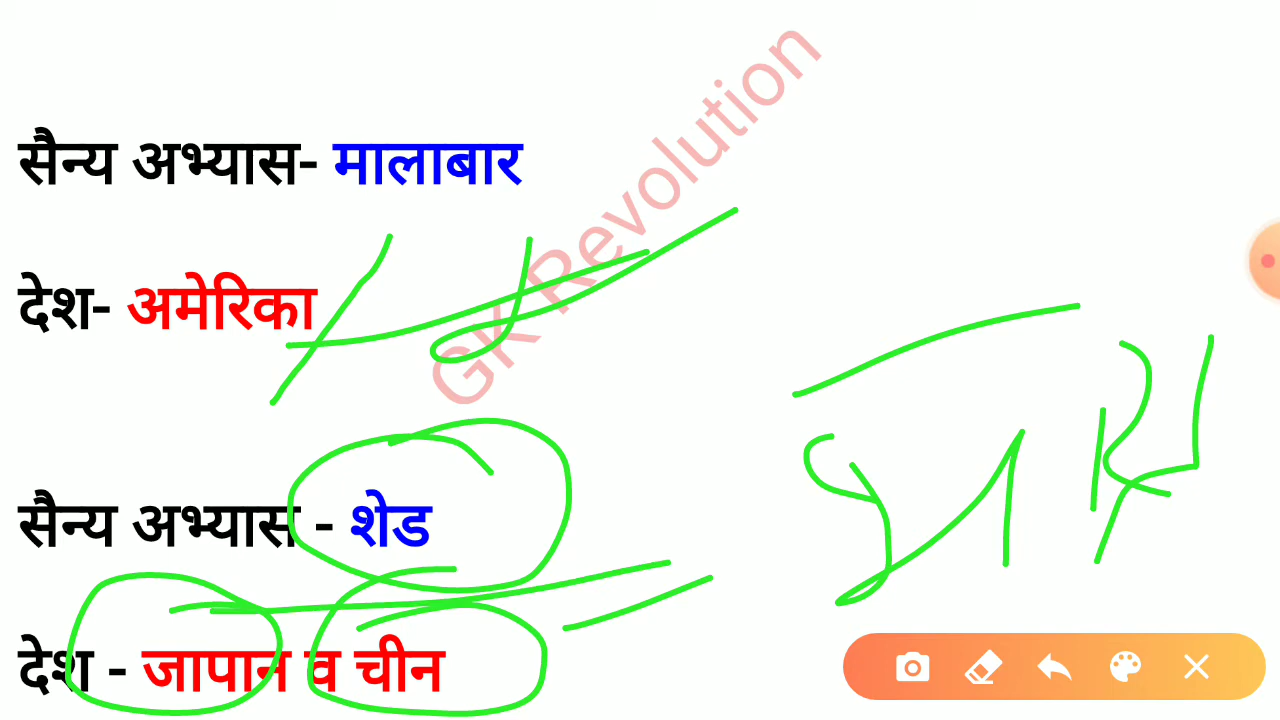 सैन्य अभ्यास- मालाबार
देश- अमेरिका
GK Revolution
सैन्य अभ्यास - शेड
देश - जापान व चीन